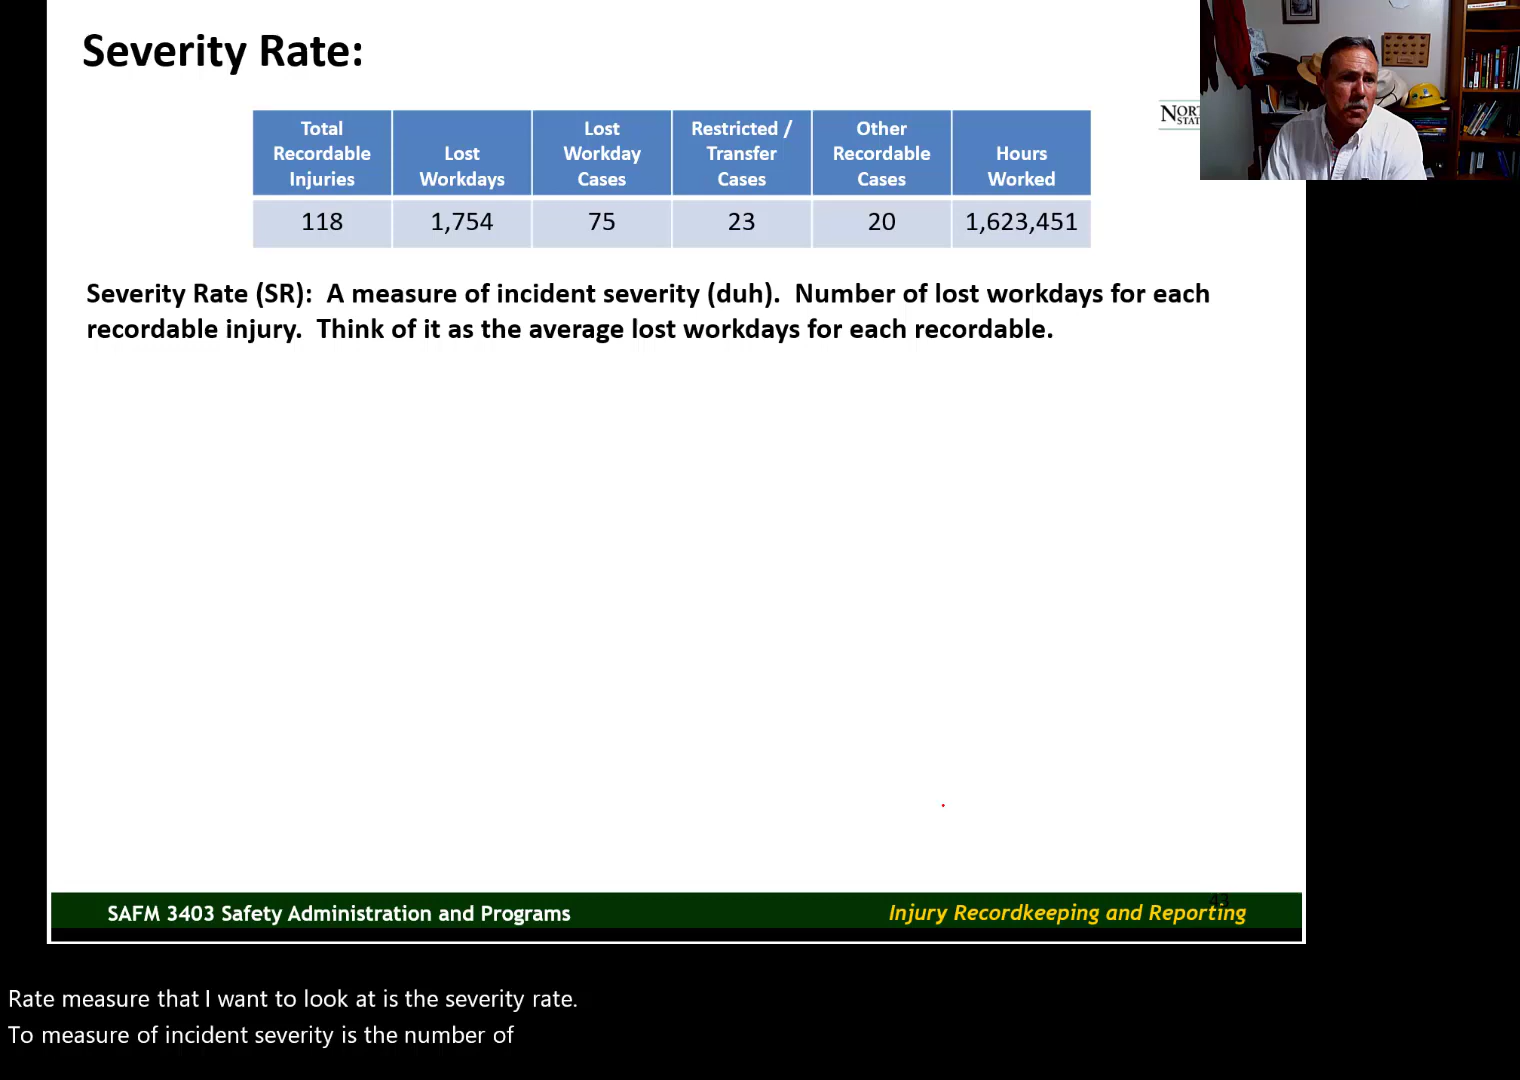 Severity Rate:
NORT
STAT
Total Recordable Injuries
Lost Workdays
Lost Workday Cases
Restricted / Transfer Cases
Other Recordable Cases
Hours Worked
118 1,754 75 23 20 1,623,451
Severity Rate (SR): A measure of incident severity (duh). Number of lost workdays for each
recordable injury. Think of it as the average lost workdays for each recordable.
43
SAFM 3403 Safety Administration and Programs
Injury Recordkeeping and Reporting
Rate measure that I want to look at is the severity rate.
To measure of incident severity is the number of